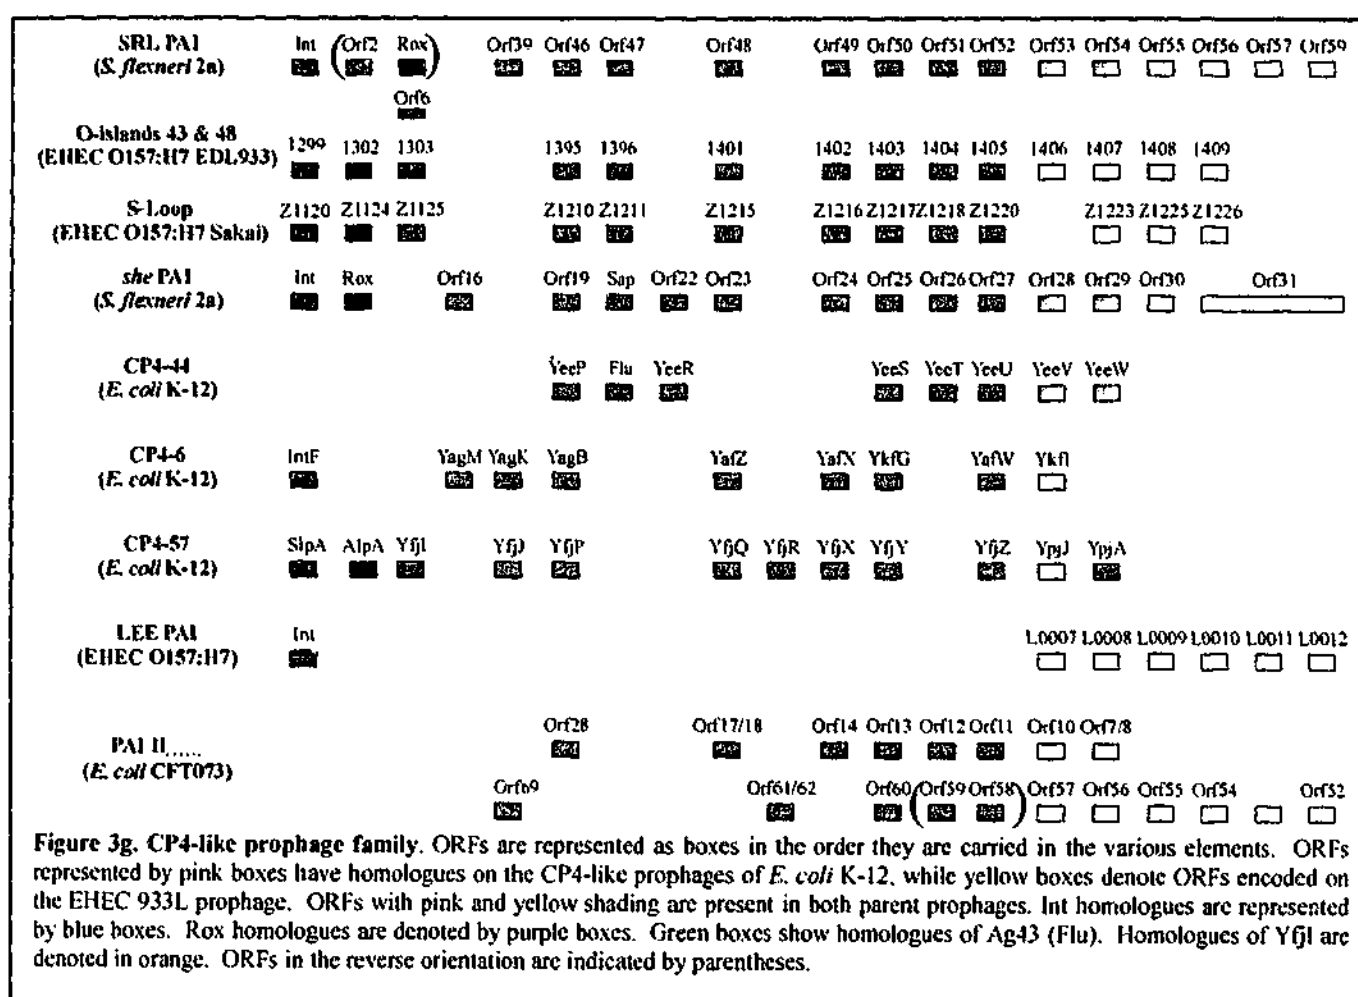 SRL PAI Int (Orf2 Rox) Orf39 Orf46 Orf47 Orf48 Orf49 Orf50 Orf51 Orf52 Orf53 Orf54 Orf55 Orf56 Orf57 Orf59
(S. flexneri 2a)
Orf6
O-islands 43 & 48 1299 1302 1303 1395 1396 1401 1402 1403 1404 1405 1406 1407 1408 1409
(EHEC O157:H7 EDL933)
S-Loop Z1120 Z1124 Z1125 Z1210 Z1211 Z1215 Z1216 Z1217 Z1218 Z1220 Z1223 Z1225 Z1226
(EHEC O157:H7 Sakai)
she PAI Int Rox Orf16 Orf19 Sap Orf22 Orf23 Orf24 Orf25 Orf26 Orf27 Orf28 Orf29 Orf30 Orf31
(S. flexneri 2a)
CP4-44 YeeP Flu YeeR YeeS YeeT YeeU YeeV YeeW
(E. coli K-12)
CP4-6 IntF YagM YagK YagB YafZ YafX YkfG YafW YkfI
(E. coli K-12)
CP4-57 SlpA AlpA YfjI YfjJ YfjP YfjQ YfjR YfjX YfjY YfjZ YpjJ YpjA
(E. coli K-12)
LEE PAI Int L0007 L0008 L0009 L0010 L0011 L0012
(EHEC O157:H7)
Orf28 Orf17/18 Orf14 Orf13 Orf12 Orf11 Orf10 Orf7/8
PAI II
(E. coli CFT073)
Orf69 Orf61/62 Orf60 (Orf59 Orf58) Orf57 Orf56 Orf55 Orf54 Orf52
Figure 3g. CP4-like prophage family. ORFs are represented as boxes in the order they are carried in the various elements. ORFs
represented by pink boxes have homologues on the CP4-like prophages of E. coli K-12, while yellow boxes denote ORFs encoded on
the EHEC 933L prophage. ORFs with pink and yellow shading are present in both parent prophages. Int homologues are represented
by blue boxes. Rox homologues are denoted by purple boxes. Green boxes show homologues of Ag43 (Flu). Homologues of YfjI are
denoted in orange. ORFs in the reverse orientation are indicated by parentheses.